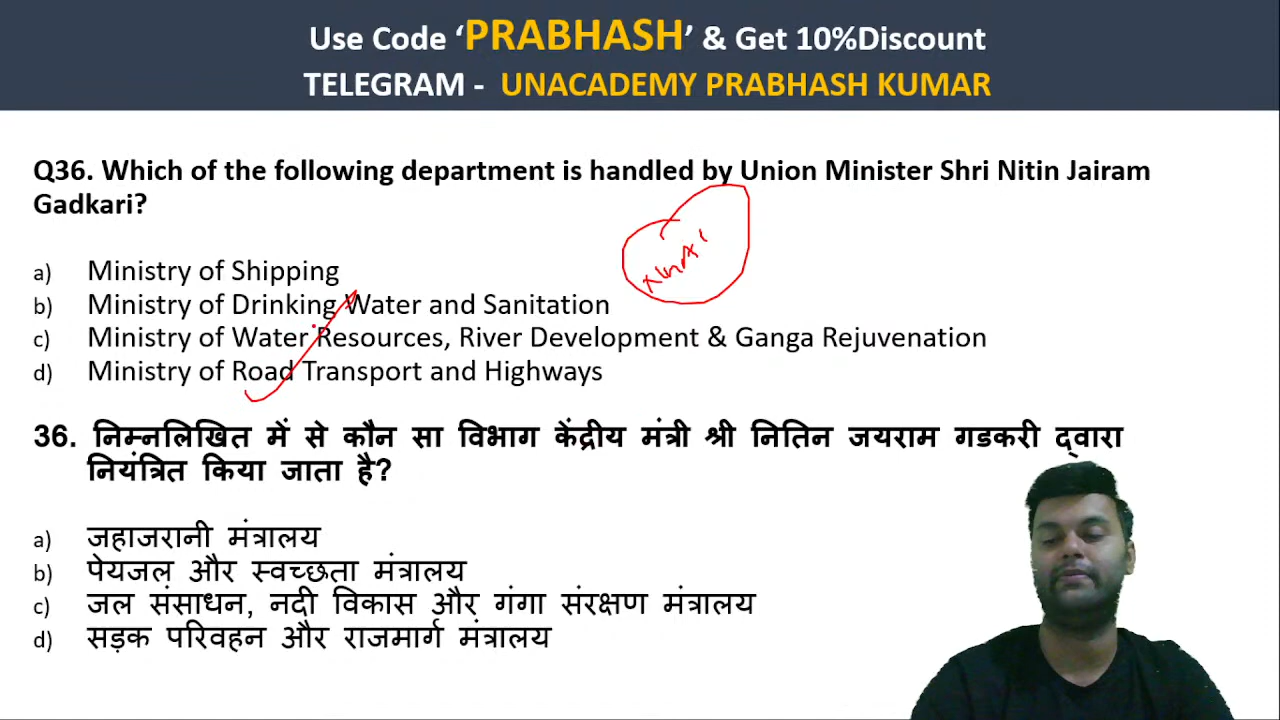 Use Code ‘PRABHASH’ & Get 10%Discount
TELEGRAM - UNACADEMY PRABHASH KUMAR
Q36. Which of the following department is handled by Union Minister Shri Nitin Jairam
Gadkari?
a) Ministry of Shipping
b) Ministry of Drinking Water and Sanitation
c) Ministry of Water Resources, River Development & Ganga Rejuvenation
d) Ministry of Road Transport and Highways
36. निम्नलिखित में से कौन सा विभाग केंद्रीय मंत्री श्री नितिन जयराम गडकरी द्वारा
नियंत्रित किया जाता है?
a) जहाजरानी मंत्रालय
b) पेयजल और स्वच्छता मंत्रालय
c) जल संसाधन, नदी विकास और गंगा संरक्षण मंत्रालय
d) सड़क परिवहन और राजमार्ग मंत्रालय